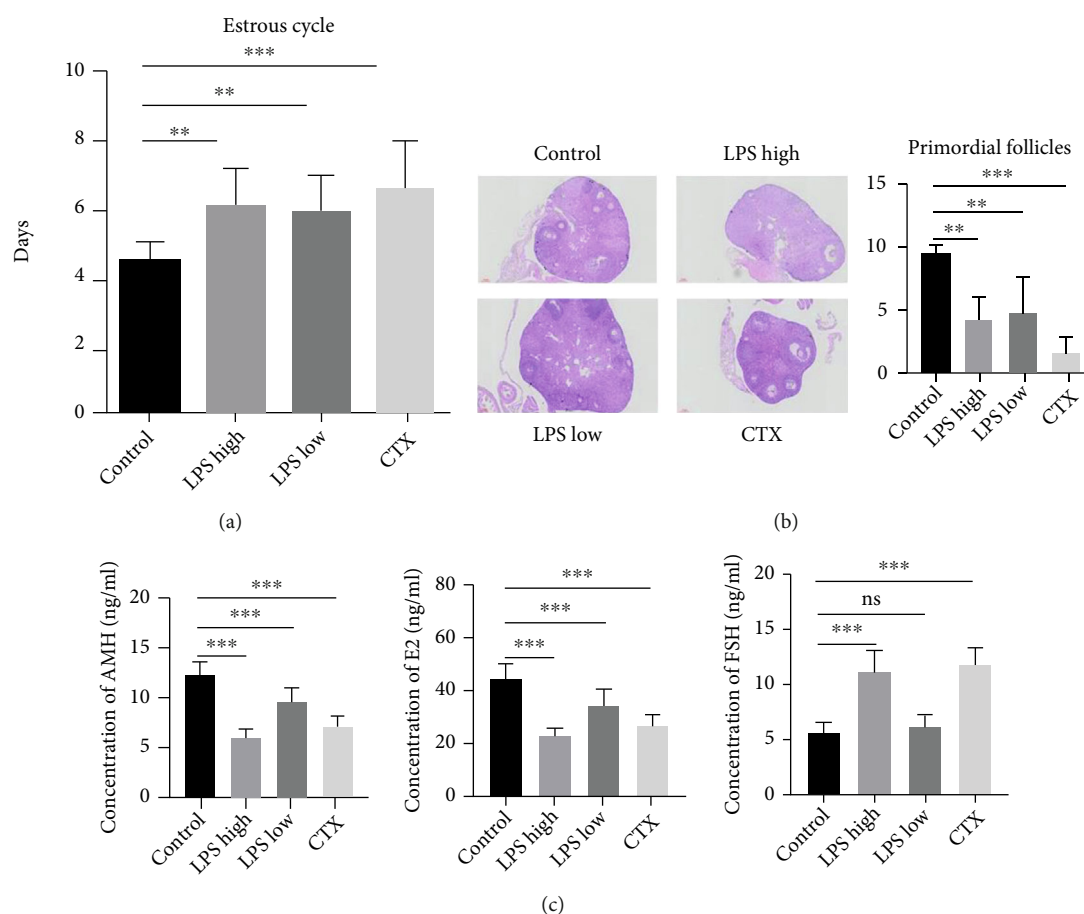 Estrous cycle
***
**
**
10
8
6
4
2
0
Days
Control
LPS high
LPS low
CTX
(a)
Control
LPS high
LPS low
CTX
Primordial follicles
***
**
**
15
10
5
0
Control
LPS high
LPS low
CTX
(b)
Concentration of AMH (ng/ml)
***
***
***
20
15
10
5
0
Control
LPS high
LPS low
CTX
Concentration of E2 (ng/ml)
***
***
***
80
60
40
20
0
Control
LPS high
LPS low
CTX
Concentration of FSH (ng/ml)
***
ns
***
20
15
10
5
0
Control
LPS high
LPS low
CTX
(c)